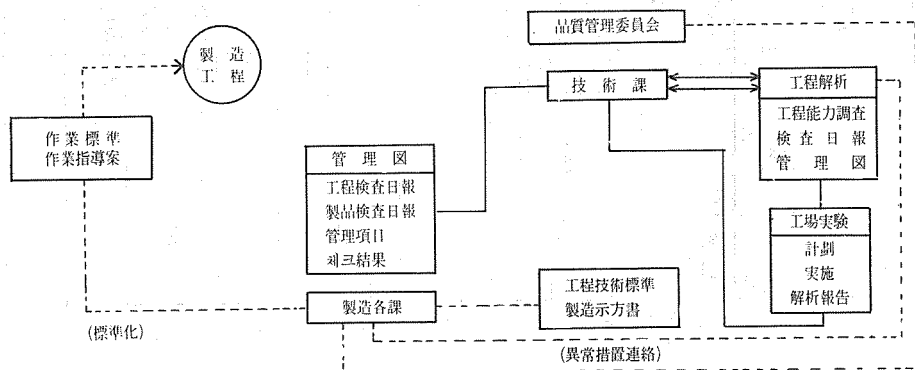 品質管理委員会
製造
工程
技術課
工程解析
工程能力調査
検査日報
管理図
作業標準
作業指導案
管理図
工程検査日報
製品検査日報
管理項目
체크結果
工場実験
計劃
実施
解析報告
工程技術標準
製造示方書
製造各課
(標準化)
(異常措置連絡)